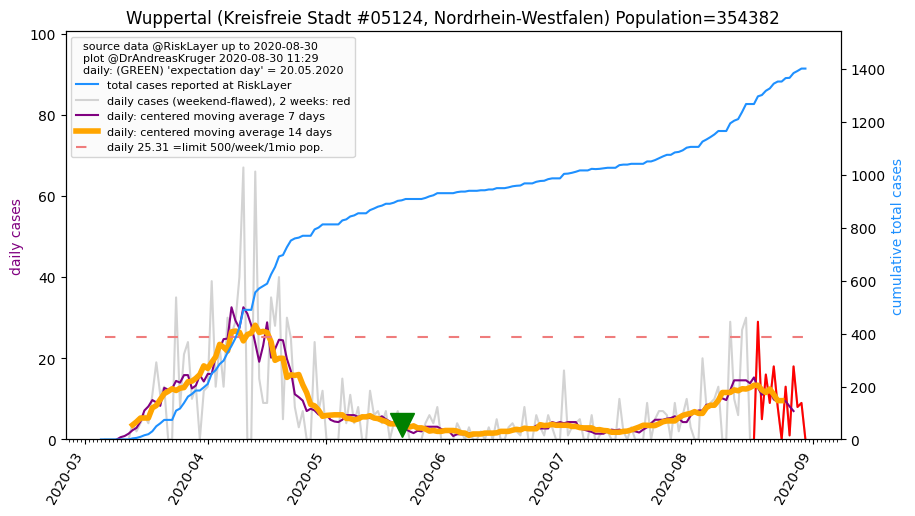 Wuppertal (Kreisfreie Stadt #05124, Nordrhein-Westfalen) Population=354382
source data @RiskLayer up to 2020-08-30
plot @DrAndreasKruger 2020-08-30 11:29
daily: (GREEN) 'expectation day' = 20.05.2020
total cases reported at RiskLayer
daily cases (weekend-flawed), 2 weeks: red
daily: centered moving average 7 days
daily: centered moving average 14 days
daily 25.31 =limit 500/week/1mio pop.
daily cases
100
80
60
40
20
0
cumulative total cases
1400
1200
1000
800
600
400
200
0
2020-03
2020-04
2020-05
2020-06
2020-07
2020-08
2020-09